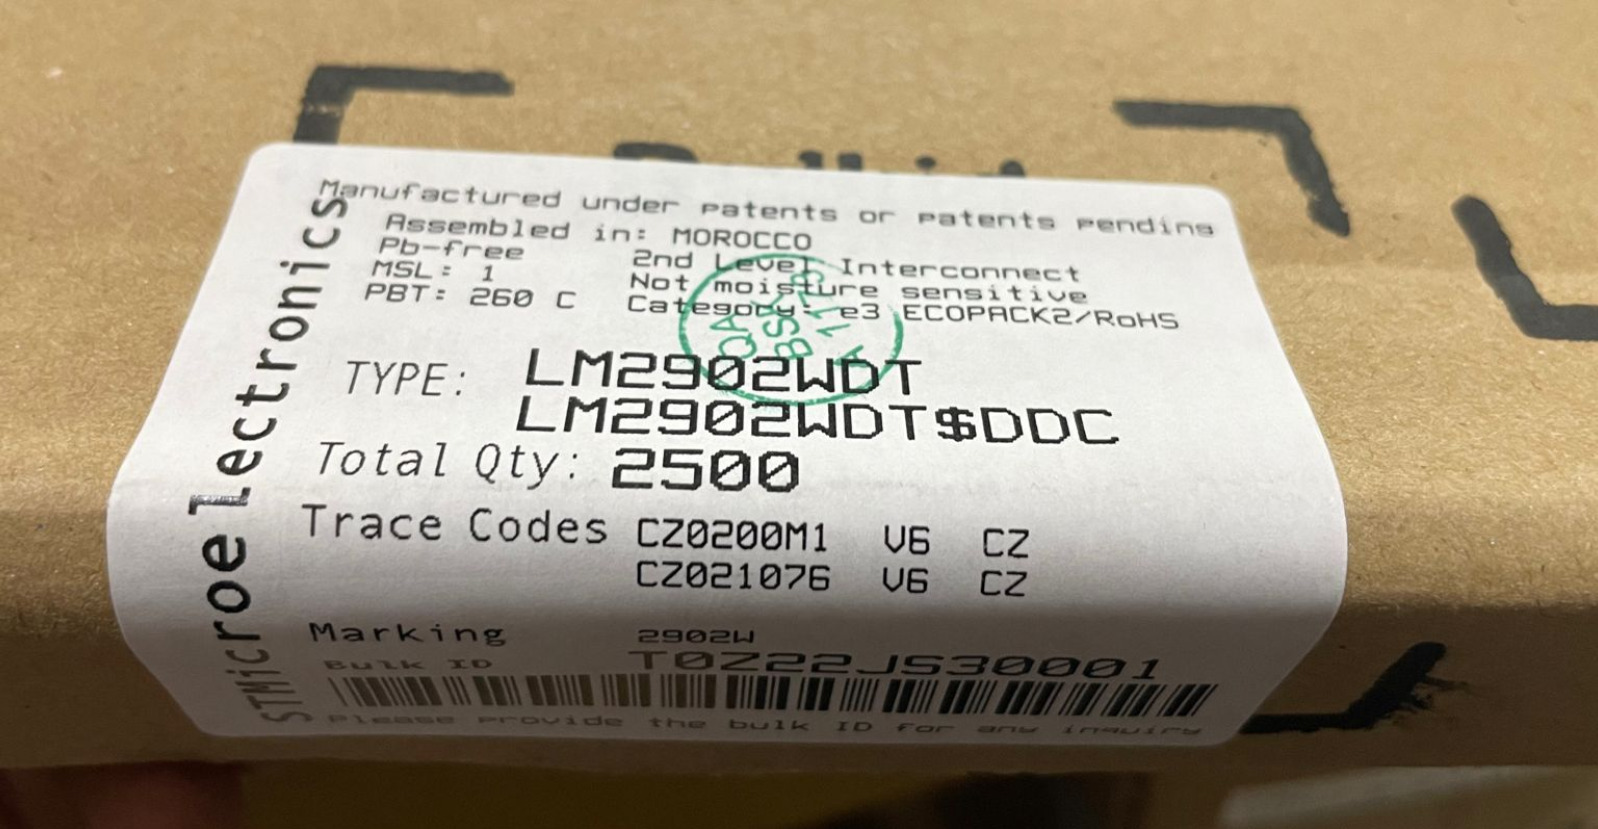 STMicroelectronics
Manufactured under patents or patents pending
Assembled in: MOROCCO
Pb-free 2nd Level Interconnect
MSL: 1 Not moisture sensitive
PBT: 260 C Category: e3 ECOPACK2/RoHS
QA BSK
TYPE: LM2902WDT
LM2902WDT$DDC
Total Qty: 2500
Trace Codes CZ0200M1 V6 CZ
CZ021076 V6 CZ
Marking 2902W
Bulk ID T0Z22JS30001
Please provide the bulk ID for any inquiry